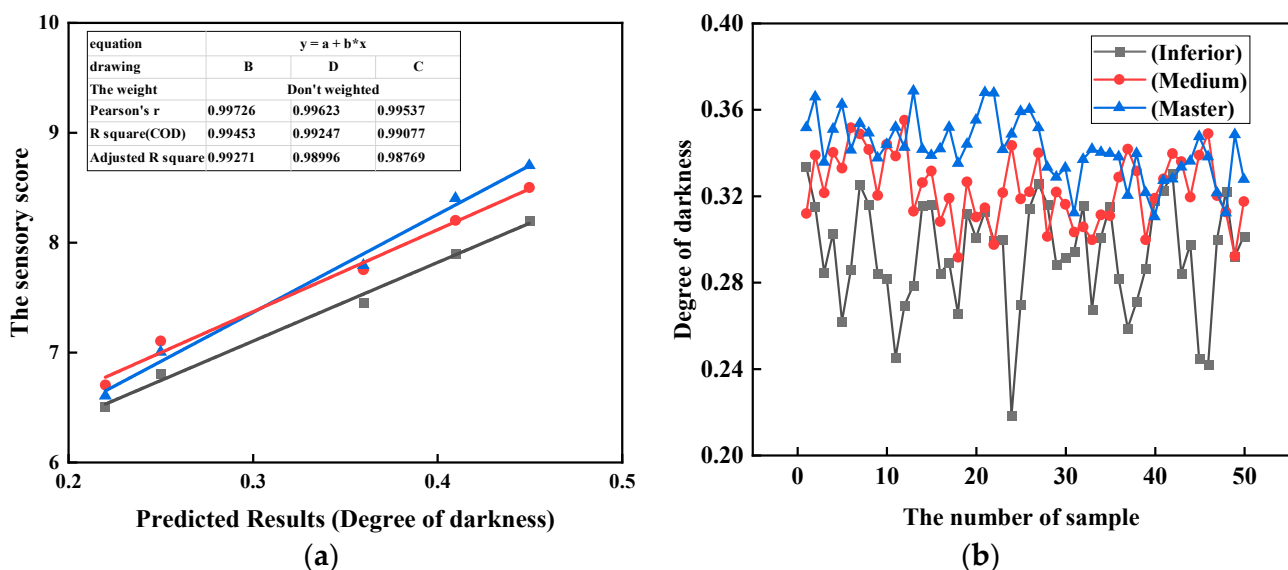 10
9
8
7
6
The sensory score
equation y = a + b*x
drawing B D C
The weight Don't weighted
Pearson's r 0.99726 0.99623 0.99537
R square(COD) 0.99453 0.99247 0.99077
Adjusted R square 0.99271 0.98996 0.98769
0.2 0.3 0.4 0.5
Predicted Results (Degree of darkness)
(a)
0.40
0.36
0.32
0.28
0.24
0.20
Degree of darkness
(Inferior)
(Medium)
(Master)
0 10 20 30 40 50
The number of sample
(b)